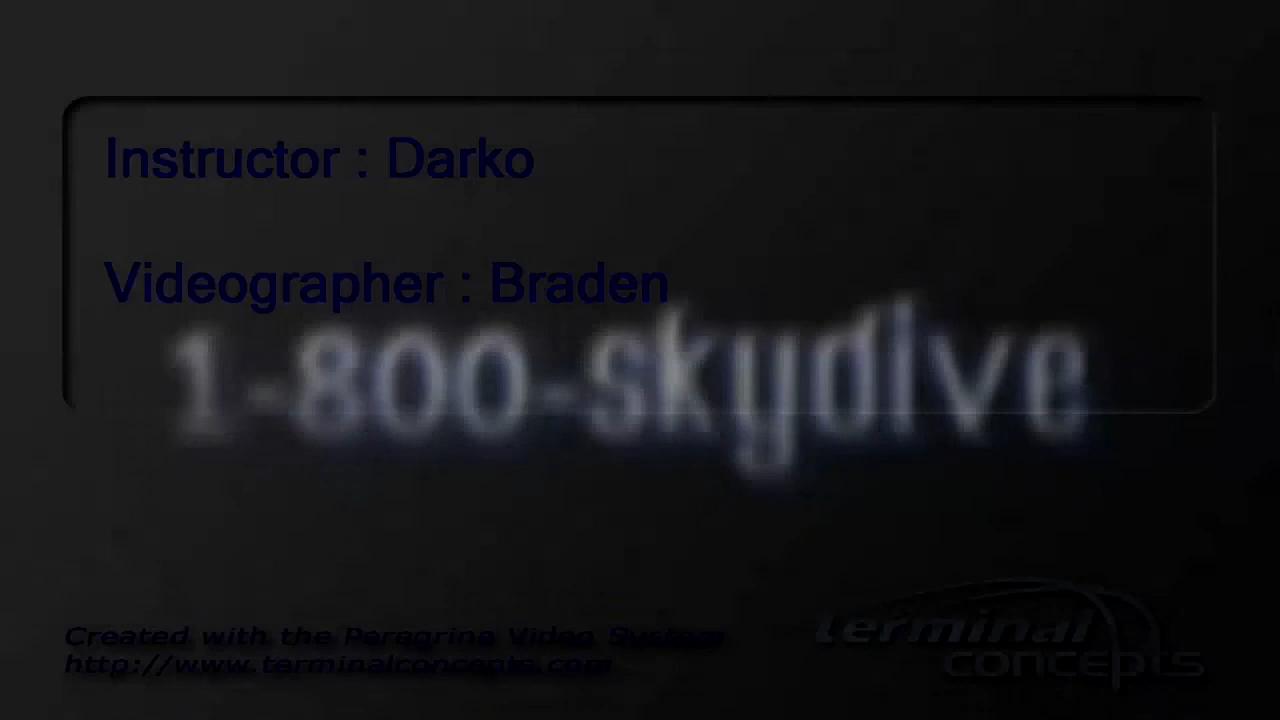 Instructor : Darko
Videographer : Braden
1-800-skydive
Created with the Peregrine Video System
http://www.terminalconcepts.com
terminal
concepts